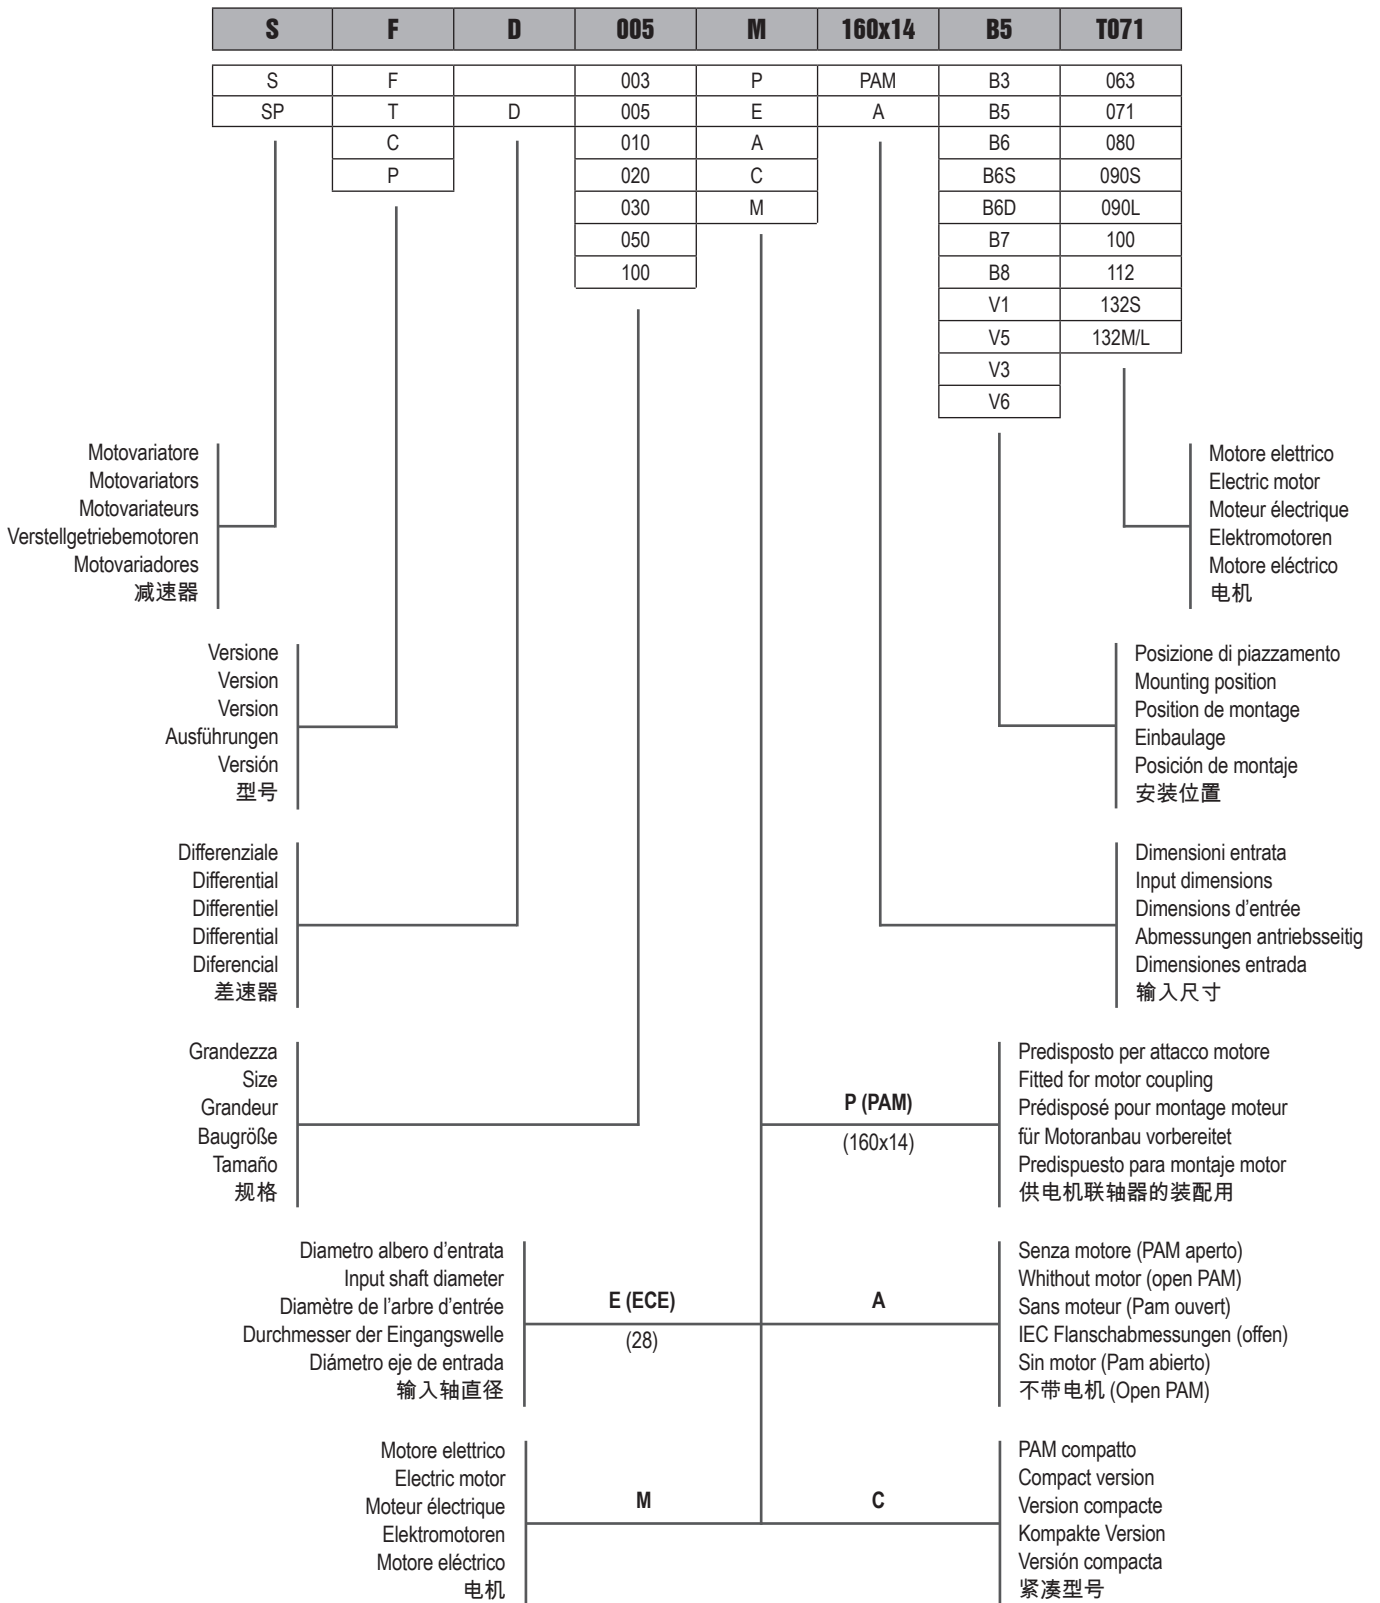 S F D 005 M 160x14 B5 T071
S F 003 P PAM B3 063
SP T D 005 E A B5 071
C 010 A B6 080
P 020 C B6S 090S
030 M B6D 090L
050 B7 100
100 B8 112
V1 132S
V5 132M/L
V3
V6
Motovariatore
Motovariators
Motovariateurs
Verstellgetriebemotoren
Motovariadores
减速器
Motore elettrico
Electric motor
Moteur électrique
Elektromotoren
Motore eléctrico
电机
Versione
Version
Version
Ausführungen
Versión
型号
Posizione di piazzamento
Mounting position
Position de montage
Einbaulage
Posición de montaje
安装位置
Differenziale
Differential
Differentiel
Differential
Diferencial
差速器
Dimensioni entrata
Input dimensions
Dimensions d'entrée
Abmessungen antriebsseitig
Dimensiones entrada
输入尺寸
Grandezza
Size
Grandeur
Baugröße
Tamaño
规格
P (PAM)
(160x14)
Predisposto per attacco motore
Fitted for motor coupling
Prédisposé pour montage moteur
für Motoranbau vorbereitet
Predispuesto para montaje motor
供电机联轴器的装配用
Diametro albero d'entrata
Input shaft diameter
Diamètre de l'arbre d'entrée
Durchmesser der Eingangswelle
Diámetro eje de entrada
输入轴直径
E (ECE)
(28)
A
Senza motore (PAM aperto)
Whithout motor (open PAM)
Sans moteur (Pam ouvert)
IEC Flanschabmessungen (offen)
Sin motor (Pam abierto)
不带电机 (Open PAM)
Motore elettrico
Electric motor
Moteur électrique
Elektromotoren
Motore eléctrico
电机
M
C
PAM compatto
Compact version
Version compacte
Kompakte Version
Versión compacta
紧凑型号